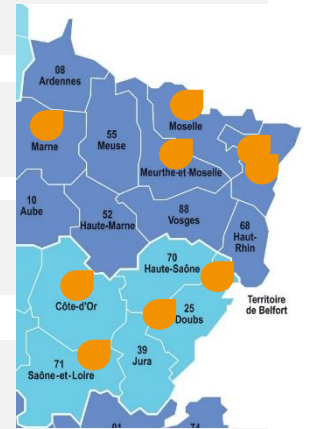 08
Ardennes
Marne
55
Meuse
Moselle
Meurthe-et-Moselle
10
Aube
52
Haute-Marne
88
Vosges
68
Haut-
Rhin
70
Haute-Saône
Territoire
de Belfort
Côte-d'Or
25
Doubs
71
Saône-et-Loire
39
Jura